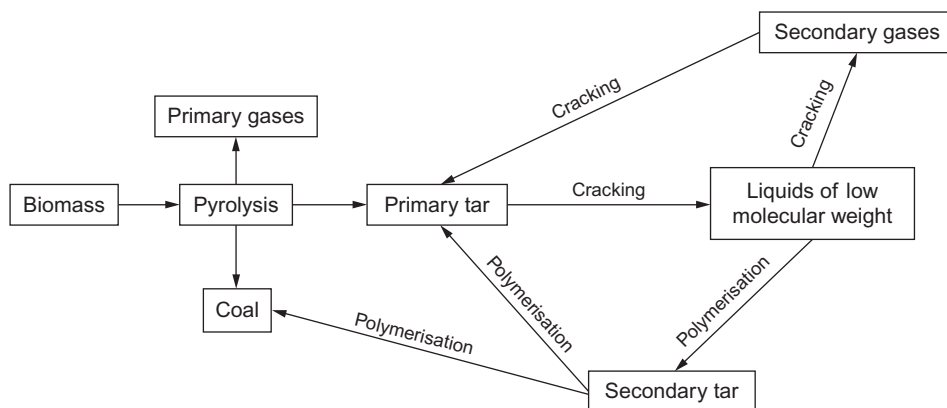 Secondary gases
Cracking
Cracking
Primary gases
Biomass
Pyrolysis
Primary tar
Cracking
Liquids of low
molecular weight
Polymerisation
Polymerisation
Coal
Polymerisation
Secondary tar